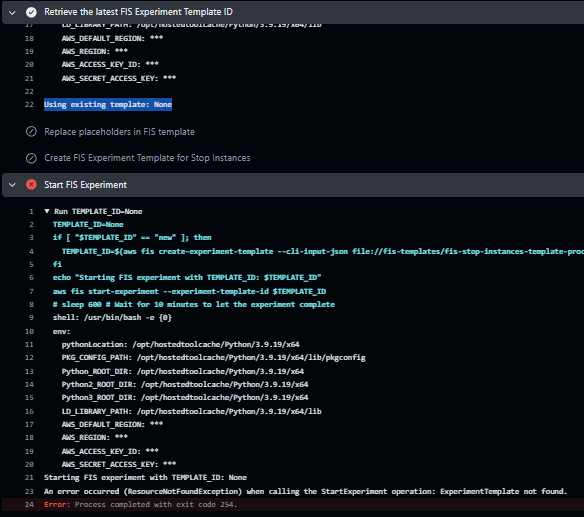 Retrieve the latest FIS Experiment Template ID
17 LD_LIBRARY_PATH: /opt/hostedtoolcache/Python/3.9.19/x64/lib
18 AWS_DEFAULT_REGION: ***
19 AWS_REGION: ***
20 AWS_ACCESS_KEY_ID: ***
21 AWS_SECRET_ACCESS_KEY: ***
22
22 Using existing template: None
Replace placeholders in FIS template
Create FIS Experiment Template for Stop Instances
Start FIS Experiment
1 ▼ Run TEMPLATE_ID=None
2 TEMPLATE_ID=None
3 if [ "$TEMPLATE_ID" == "new" ]; then
4 TEMPLATE_ID=$(aws fis create-experiment-template --cli-input-json file://fis-templates/fis-stop-instances-template-proc
5 fi
6 echo "Starting FIS experiment with TEMPLATE_ID: $TEMPLATE_ID"
7 aws fis start-experiment --experiment-template-id $TEMPLATE_ID
8 # sleep 600 # Wait for 10 minutes to let the experiment complete
9 shell: /usr/bin/bash -e {0}
10 env:
11 pythonLocation: /opt/hostedtoolcache/Python/3.9.19/x64
12 PKG_CONFIG_PATH: /opt/hostedtoolcache/Python/3.9.19/x64/lib/pkgconfig
13 Python_ROOT_DIR: /opt/hostedtoolcache/Python/3.9.19/x64
14 Python2_ROOT_DIR: /opt/hostedtoolcache/Python/3.9.19/x64
15 Python3_ROOT_DIR: /opt/hostedtoolcache/Python/3.9.19/x64
16 LD_LIBRARY_PATH: /opt/hostedtoolcache/Python/3.9.19/x64/lib
17 AWS_DEFAULT_REGION: ***
18 AWS_REGION: ***
19 AWS_ACCESS_KEY_ID: ***
20 AWS_SECRET_ACCESS_KEY: ***
21 Starting FIS experiment with TEMPLATE_ID: None
23 An error occurred (ResourceNotFoundException) when calling the StartExperiment operation: ExperimentTemplate not found.
24 Error: Process completed with exit code 254.